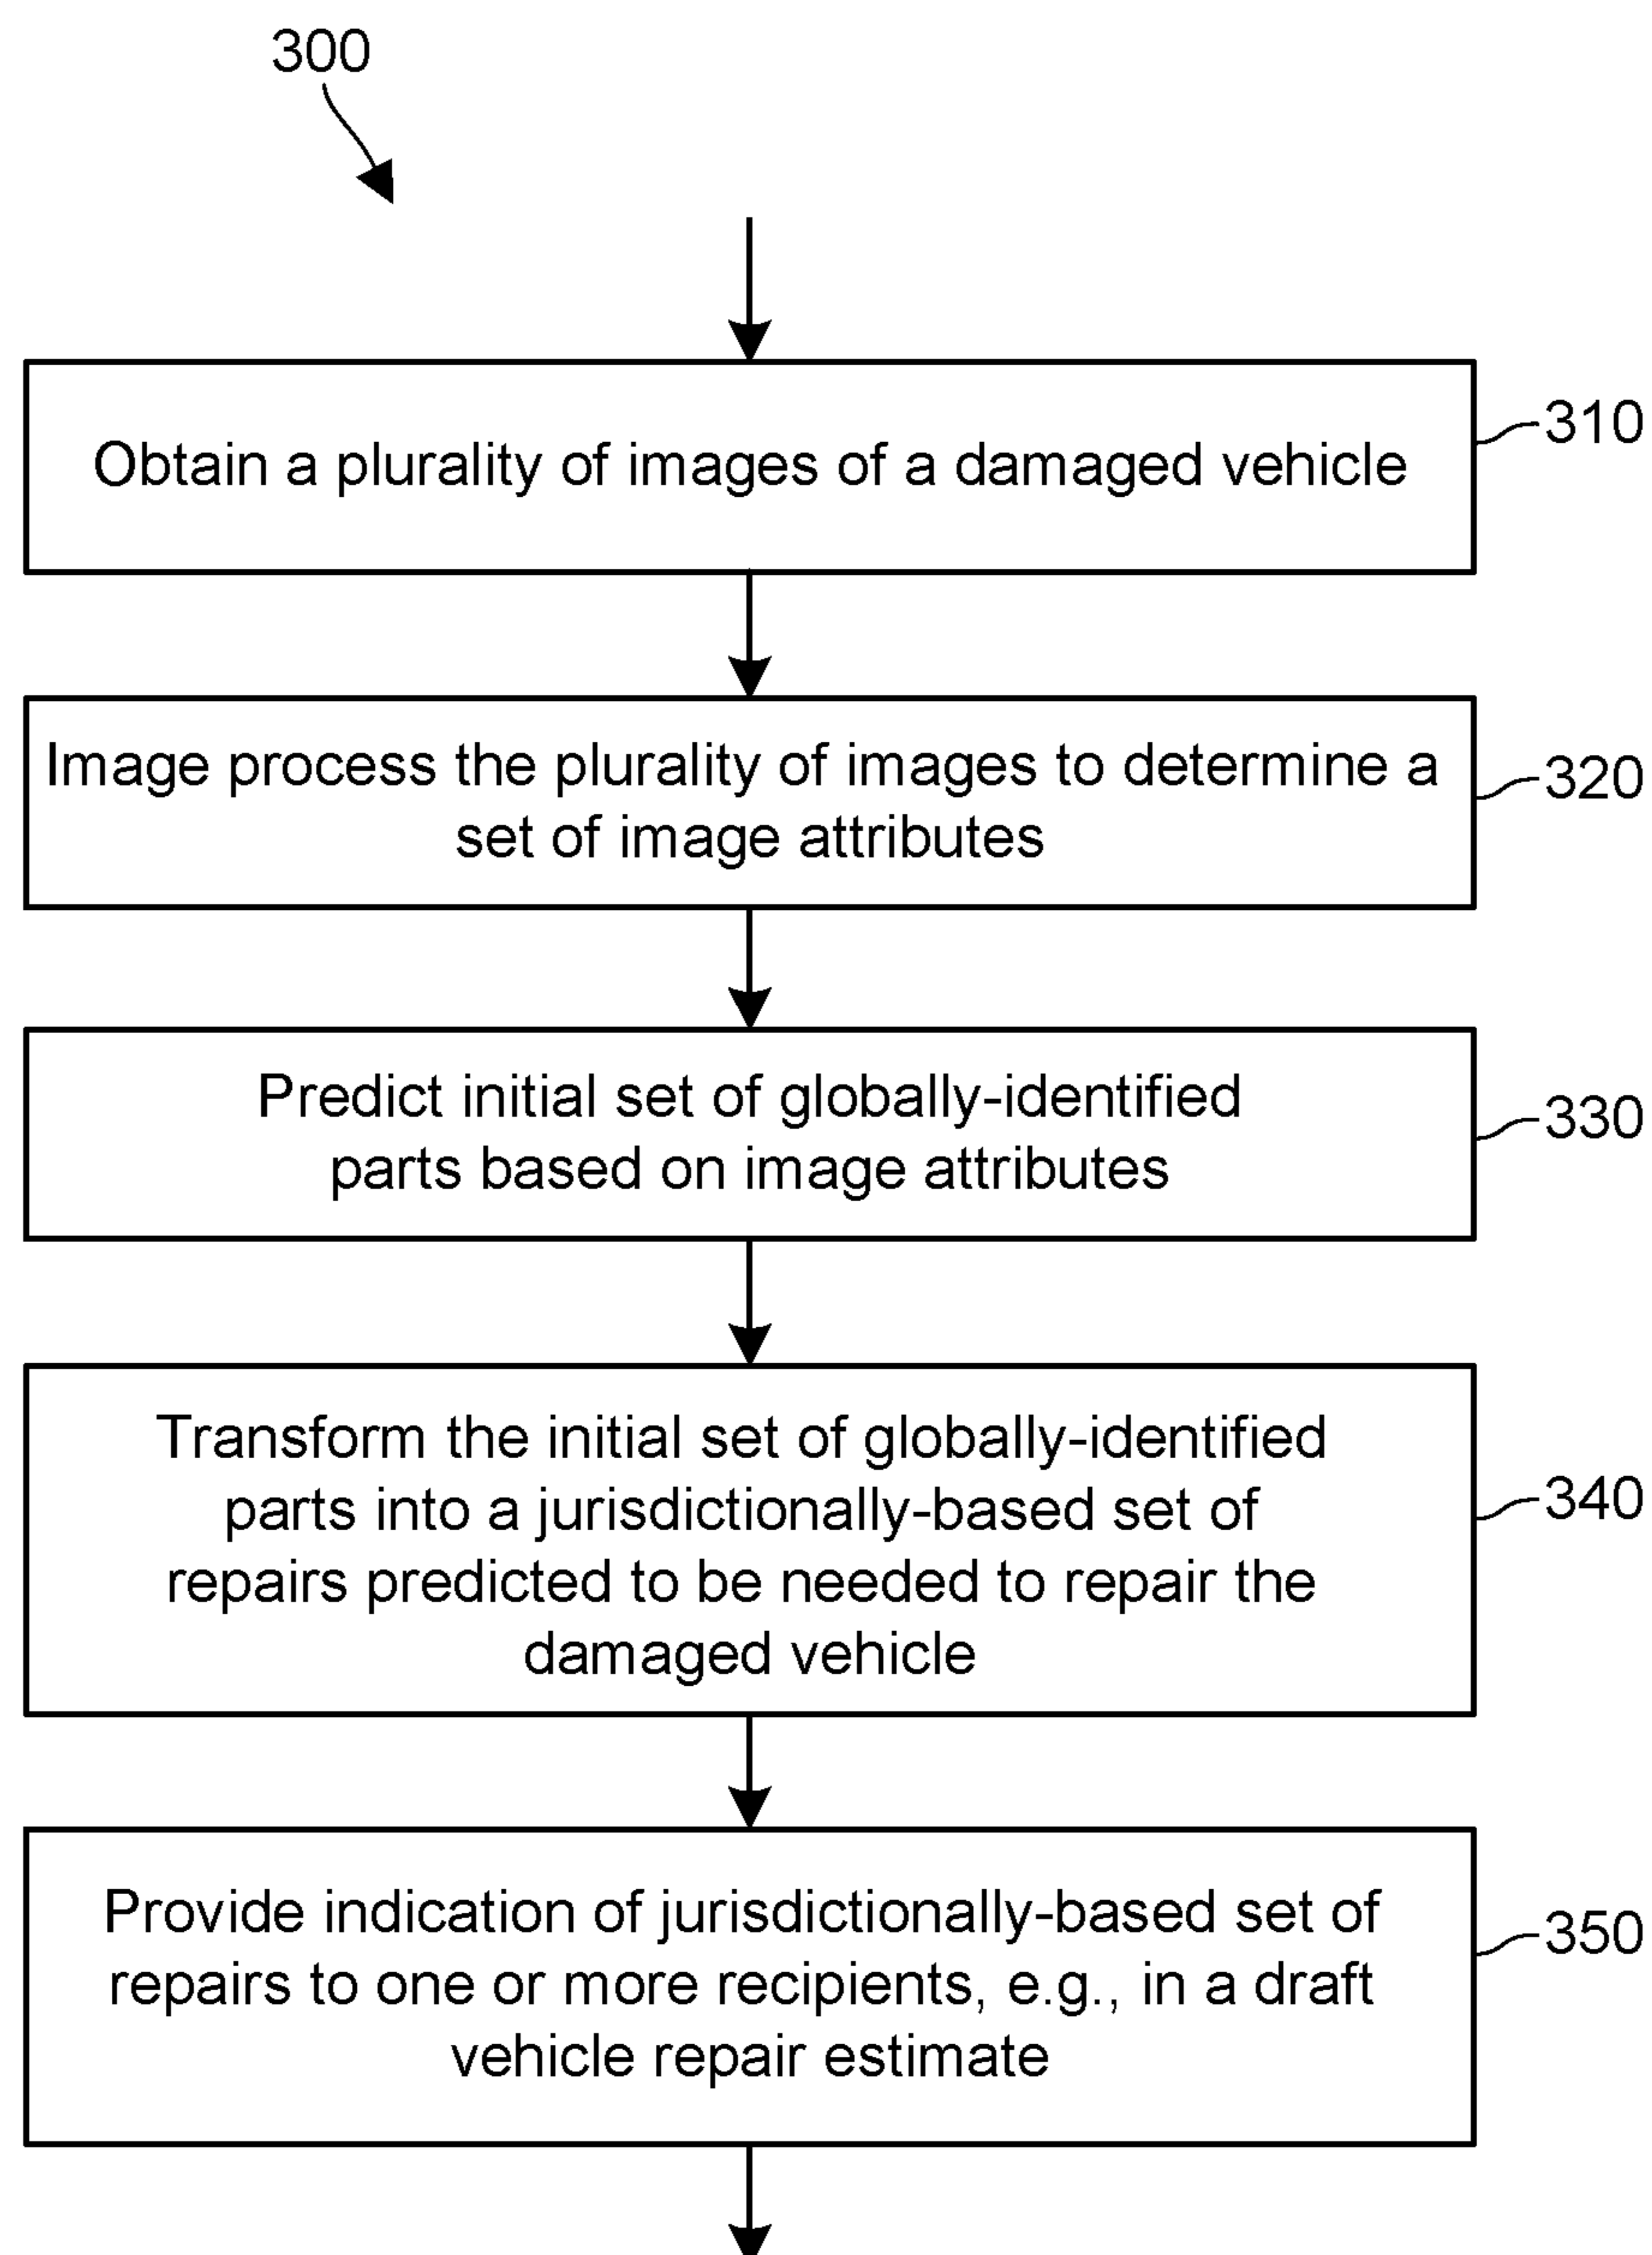 300
Obtain a plurality of images of a damaged vehicle
310
Image process the plurality of images to determine a
set of image attributes
320
Predict initial set of globally-identified
parts based on image attributes
330
Transform the initial set of globally-identified
parts into a jurisdictionally-based set of
repairs predicted to be needed to repair the
damaged vehicle
340
Provide indication of jurisdictionally-based set of
repairs to one or more recipients, e.g., in a draft
vehicle repair estimate
350